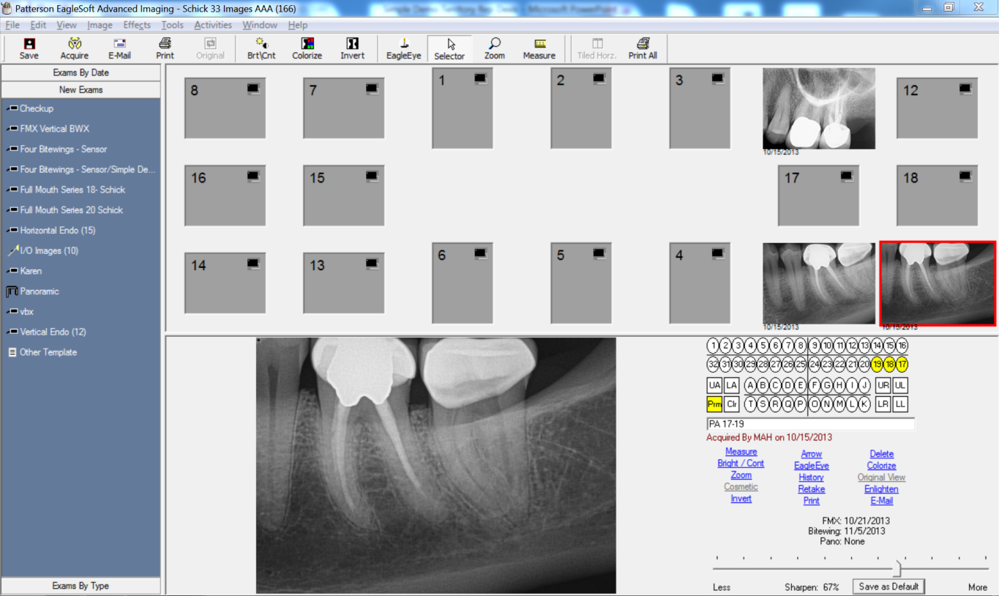 Patterson EagleSoft Advanced Imaging - Schick 33 Images AAA (166)
File Edit View Image Effects Tools Activities Window Help
Save Acquire E-Mail Print Original Brt\Cnt Colorize Invert EagleEye Selector Zoom Measure Tiled Horz. Print All
Exams By Date
New Exams
Checkup
FMX Vertical BWX
Four Bitewings - Sensor
Four Bitewings - Sensor/Simple De...
Full Mouth Series 18- Schick
Full Mouth Series 20 Schick
Horizontal Endo (15)
I/O Images (10)
Karen
Panoramic
vbx
Vertical Endo (12)
Other Template
Exams By Type
8 7 1 2 3 12
10/15/2013
16 15 17 18
14 13 6 5 4
10/15/2013 10/15/2013
1 2 3 4 5 6 7 8 9 10 11 12 13 14 15 16
32 31 30 29 28 27 26 25 24 23 22 21 20 19 18 17
UA LA A B C D E F G H I J UR UL
Prm Clr T S R Q P O N M L K LR LL
PA 17-19
Acquired By MAH on 10/15/2013
Measure Arrow Delete
Bright / Cont EagleEye Colorize
Zoom History Original View
Cosmetic Retake Enlighten
Invert Print E-Mail
FMX: 10/21/2013
Bitewing: 11/5/2013
Pano: None
Less Sharpen: 67% Save as Default More